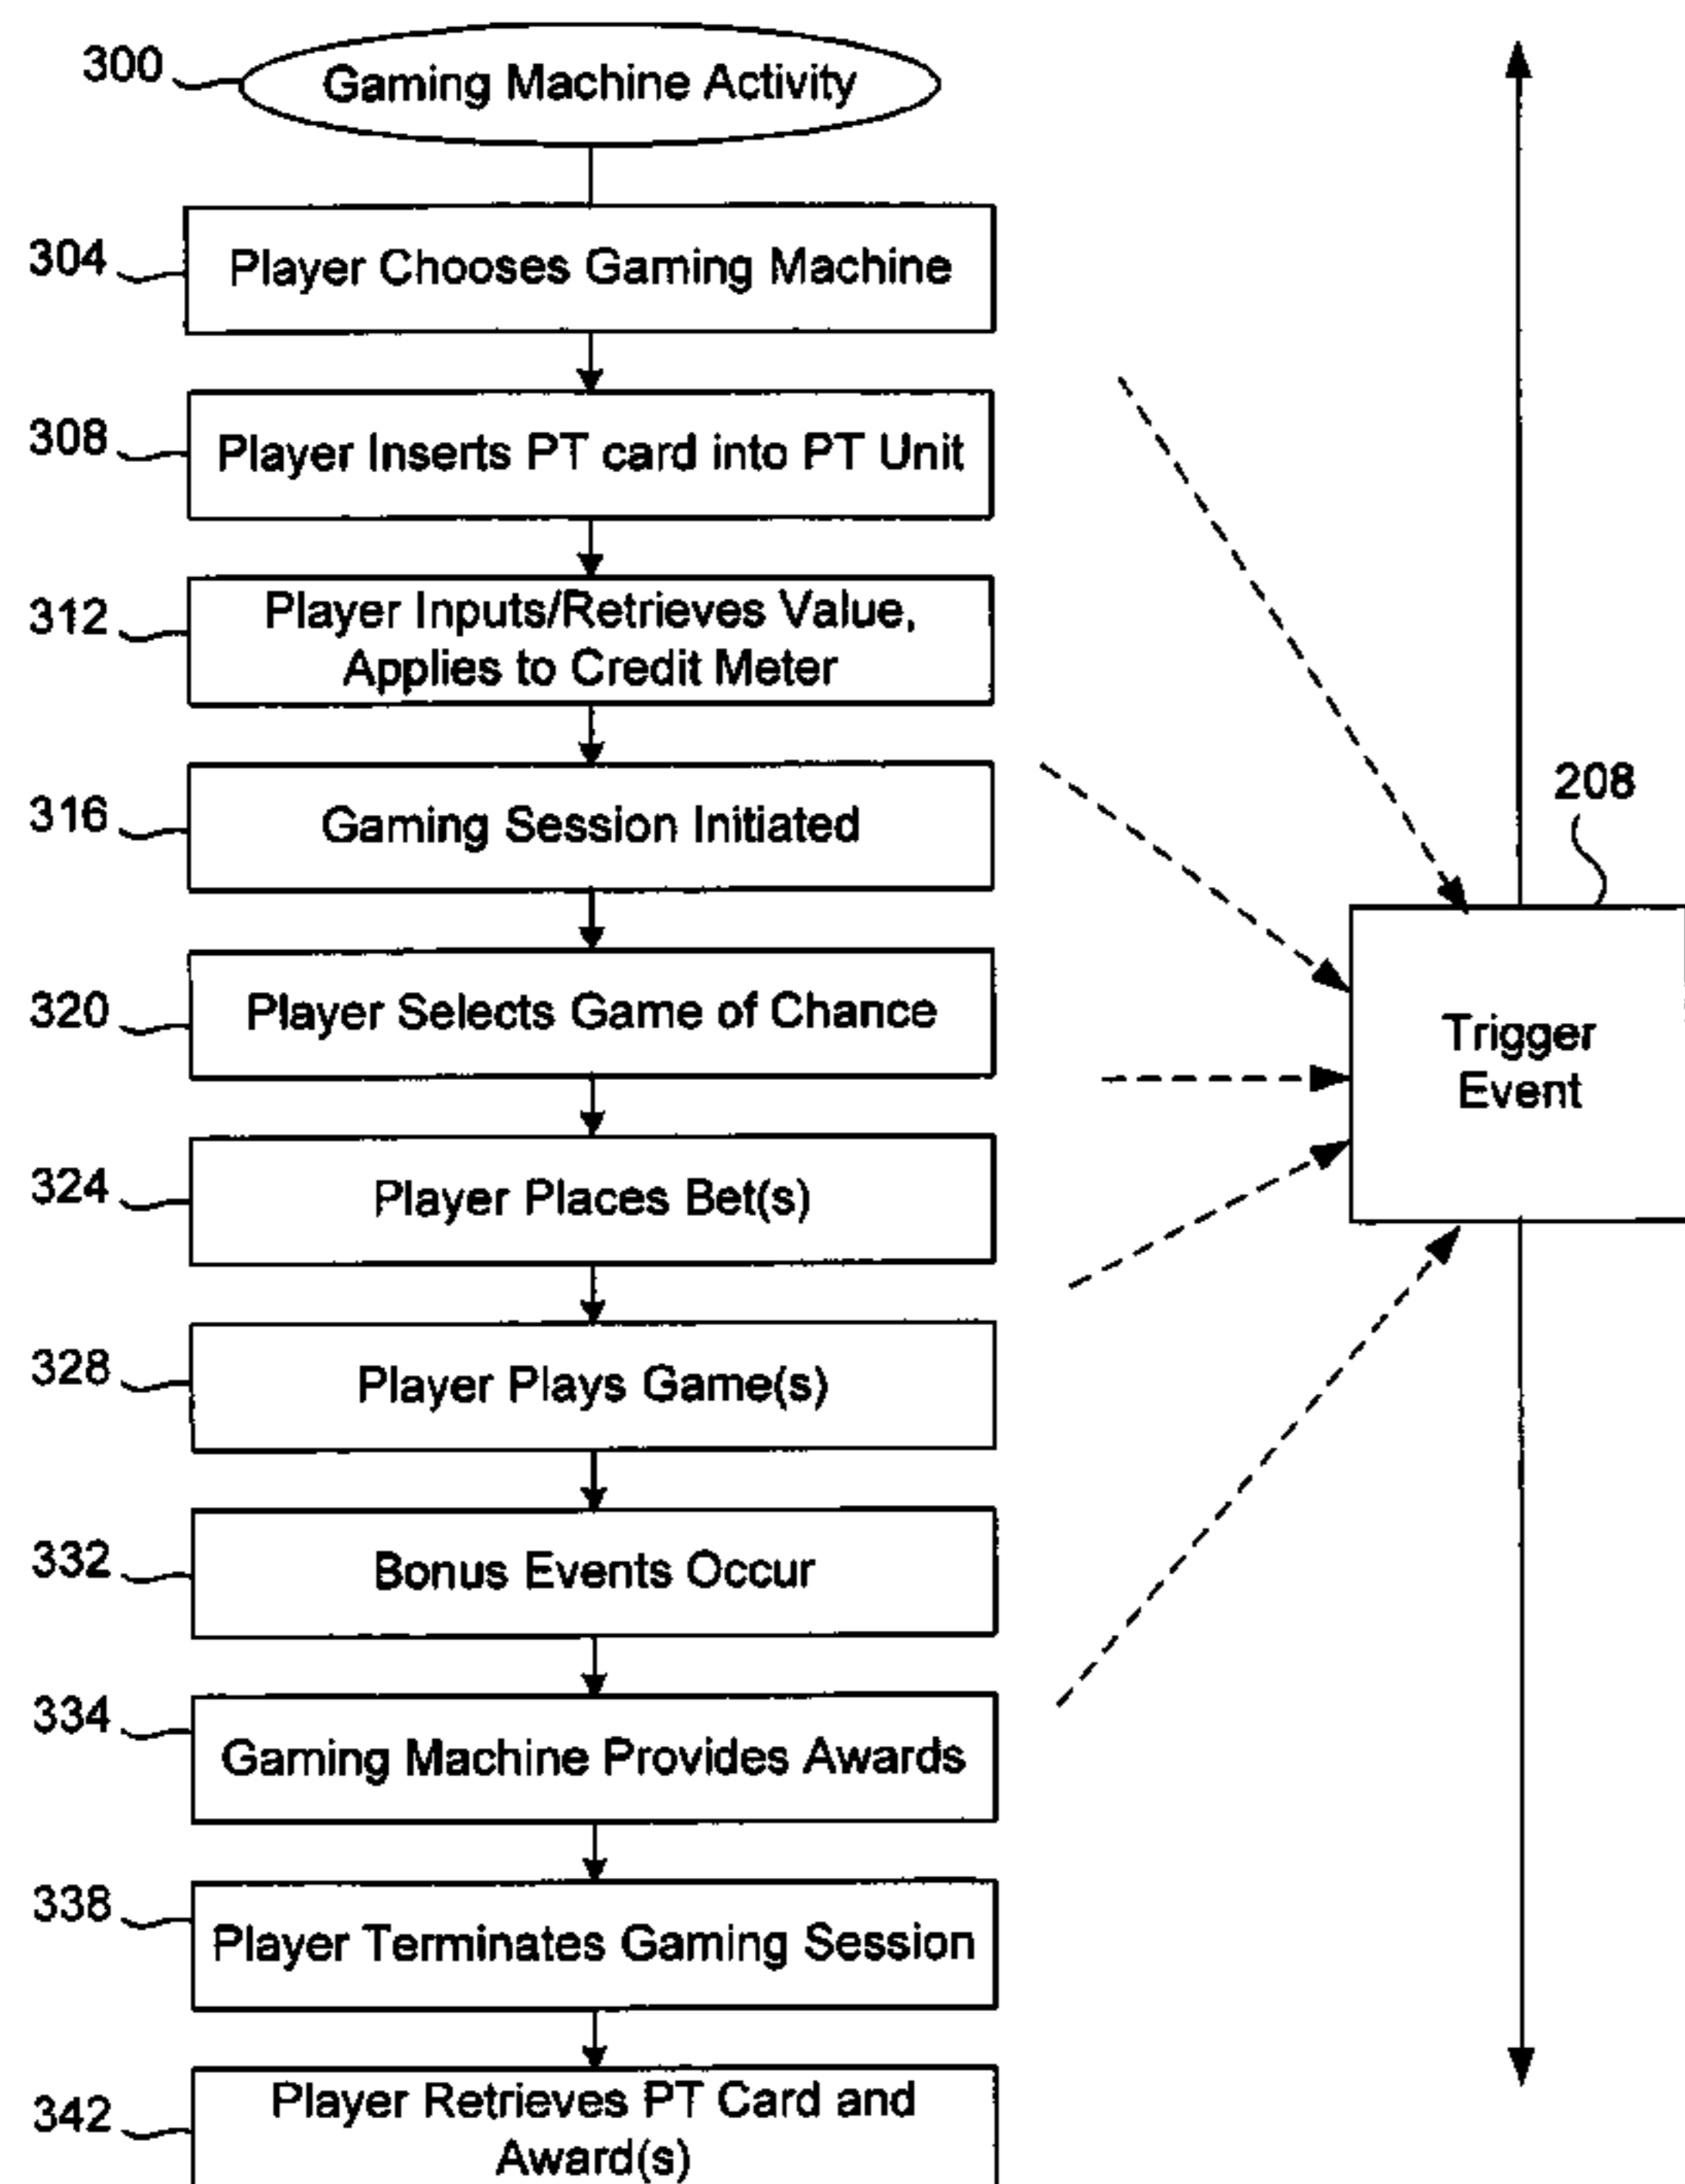 300
Gaming Machine Activity
304
Player Chooses Gaming Machine
308
Player Inserts PT card into PT Unit
312
Player Inputs/Retrieves Value,
Applies to Credit Meter
316
Gaming Session Initiated
208
320
Player Selects Game of Chance
Trigger
Event
324
Player Places Bet(s)
328
Player Plays Game(s)
332
Bonus Events Occur
334
Gaming Machine Provides Awards
338
Player Terminates Gaming Session
342
Player Retrieves PT Card and
Award(s)